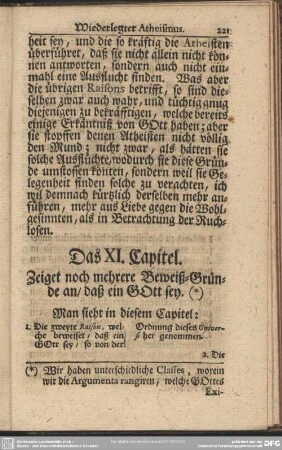 Wiederlegter Atheismus. 221
heit sey, und die so kräftig die Atheisten
überführet, daß sie nicht allein nicht kön-
nen antworten, sondern auch nicht ein-
mahl eine Ausflucht finden. Was aber
die übrigen Raisons betrifft, so sind die-
selben zwar auch wahr, und tüchtig gnug
diejenigen zu bekräfftigen, welche bereits
einige Erkäntniß von GOtt haben; aber
sie stopffen denen Atheisten nicht völlig
den Mund; nicht zwar, als hätten sie
solche Ausflüchte, wodurch sie diese Grün-
de umstossen könten, sondern weil sie Ge-
legenheit finden solche zu verachten, ich
wil demnach kürtzlich derselben mehr an-
führen, mehr aus Liebe gegen die Wohl-
gesinnten, als in Betrachtung der Ruch-
losen.
Das XI. Capitel.
Zeiget noch mehrere Beweiß-Grün-
de an/ daß ein GOtt sey. (*)
Man sieht in diesem Capitel:
1. Die zweyte Raison, wel-
che beweiset/ daß ein
GOtt sey/ so von der
Ordnung dieses Univer-
si her genommen.
2. Die
(*) Wir haben unterschiedliche Classes, worein
wir die Argumenta rangiren, welche GOttes
Exi-